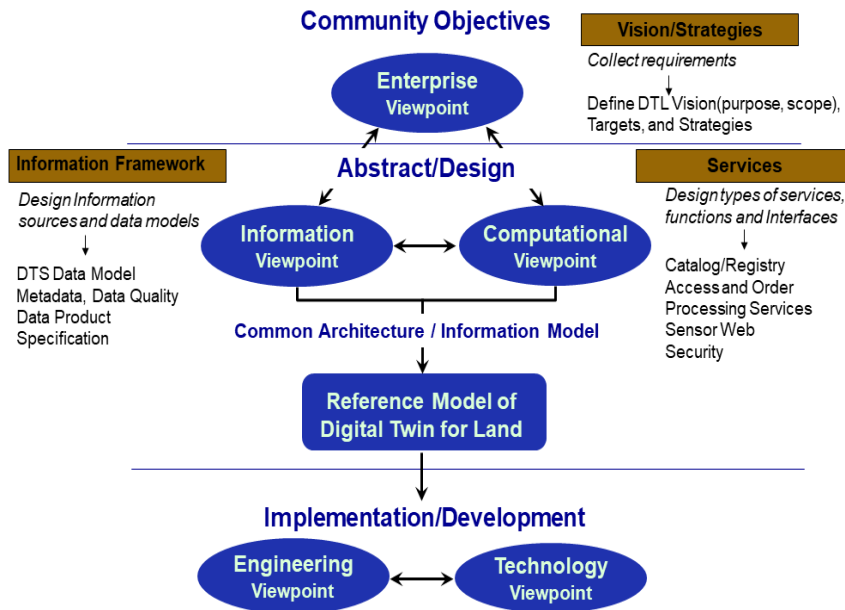 Community Objectives
Vision/Strategies
Collect requirements
Define DTL Vision(purpose, scope),
Targets, and Strategies
Enterprise
Viewpoint
Information Framework
Design Information
sources and data models
DTS Data Model
Metadata, Data Quality
Data Product
Specification
Abstract/Design
Services
Design types of services,
functions and Interfaces
Catalog/Registry
Access and Order
Processing Services
Sensor Web
Security
Information
Viewpoint
Computational
Viewpoint
Common Architecture / Information Model
Reference Model of
Digital Twin for Land
Implementation/Development
Engineering
Viewpoint
Technology
Viewpoint